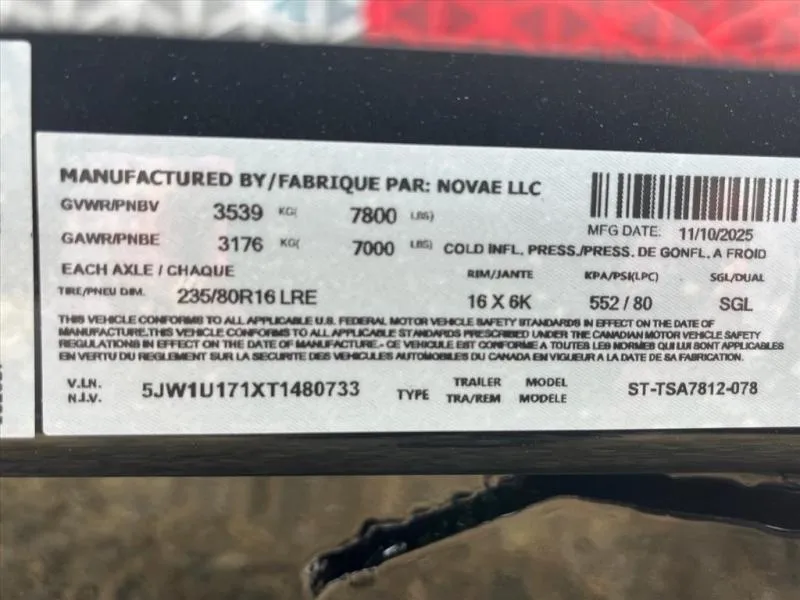 MANUFACTURED BY/FABRIQUE PAR: NOVAE LLC
GVWR/PNBV 3539 KG( 7800 LBS)
MFG DATE: 11/10/2025
GAWR/PNBE 3176 KG( 7000 LBS) COLD INFL. PRESS./PRESS. DE GONFL. A FROID
EACH AXLE / CHAQUE RIM/JANTE KPA/PSI(LPC) SGL/DUAL
TIRE/PNEU DIM. 235/80R16 LRE 16 X 6K 552 / 80 SGL
THIS VEHICLE CONFORMS TO ALL APPLICABLE U.S. FEDERAL MOTOR VEHICLE SAFETY STANDARDS IN EFFECT ON THE DATE OF
MANUFACTURE.THIS VEHICLE CONFORMS TO ALL APPLICABLE STANDARDS PRESCRIBED UNDER THE CANADIAN MOTOR VEHICLE SAFETY
REGULATIONS IN EFFECT ON THE DATE OF MANUFACTURE.- CE VEHICULE EST CONFORME A TOUTES LES NORMES QUI LUI SONT APPLICABLES
EN VERTU DU REGLEMENT SUR LA SECURITE DES VEHICULES AUTOMOBILES DU CANADA EN VIGUEUR A LA DATE DE SA FABRICATION.
V.I.N. 5JW1U171XT1480733 TYPE TRAILER MODEL ST-TSA7812-078
N.I.V. TRA/REM MODELE